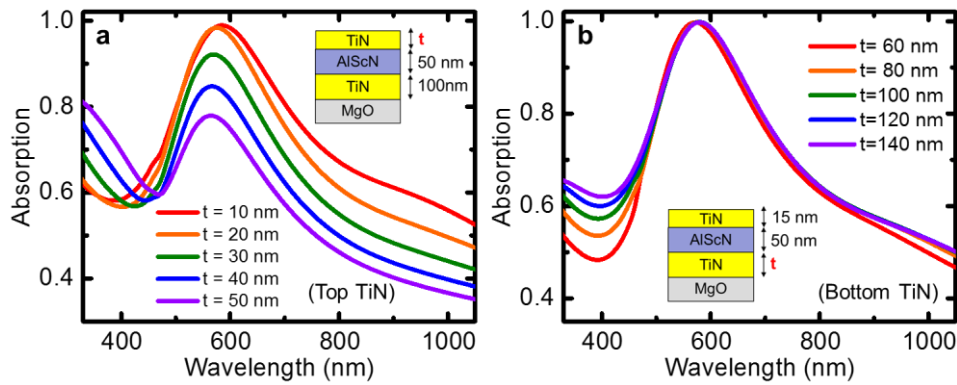 a
TiN
t
AlScN
50 nm
TiN
100nm
MgO
t = 10 nm
t = 20 nm
t = 30 nm
t = 40 nm
t = 50 nm
(Top TiN)
1.0
0.8
0.6
0.4
Absorption
400 600 800 1000
Wavelength (nm)
b
t= 60 nm
t= 80 nm
t=100 nm
t=120 nm
t=140 nm
TiN
15 nm
AlScN
50 nm
TiN
t
MgO
(Bottom TiN)
1.0
0.8
0.6
0.4
Absorption
400 600 800 1000
Wavelength (nm)